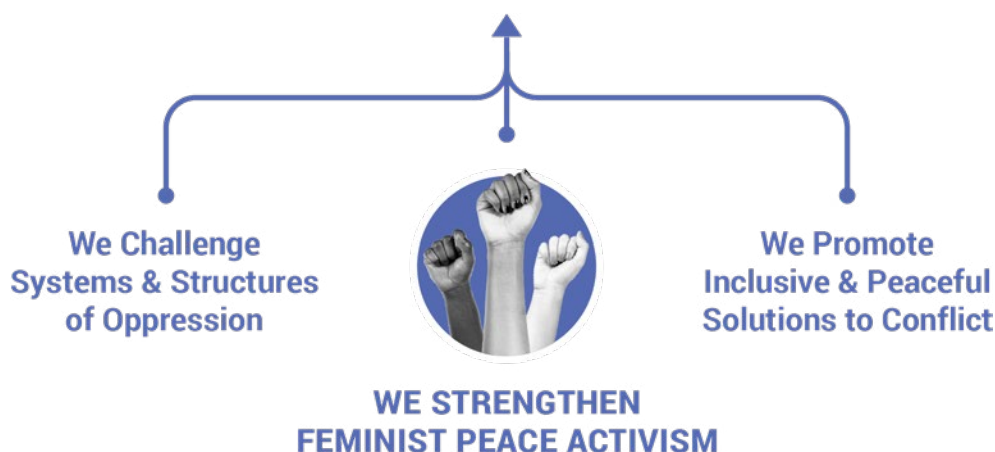 We Challenge
Systems & Structures
of Oppression
WE STRENGTHEN
FEMINIST PEACE ACTIVISM
We Promote
Inclusive & Peaceful
Solutions to Conflict